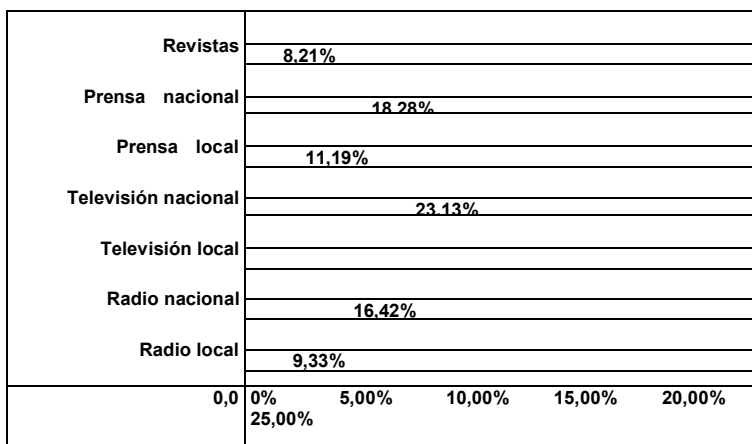 Revistas
8,21%
Prensa nacional
18,28%
Prensa local
11,19%
Televisión nacional
23,13%
Televisión local
Radio nacional
16,42%
Radio local
9,33%
0,0 0% 5,00% 10,00% 15,00% 20,00%
25,00%